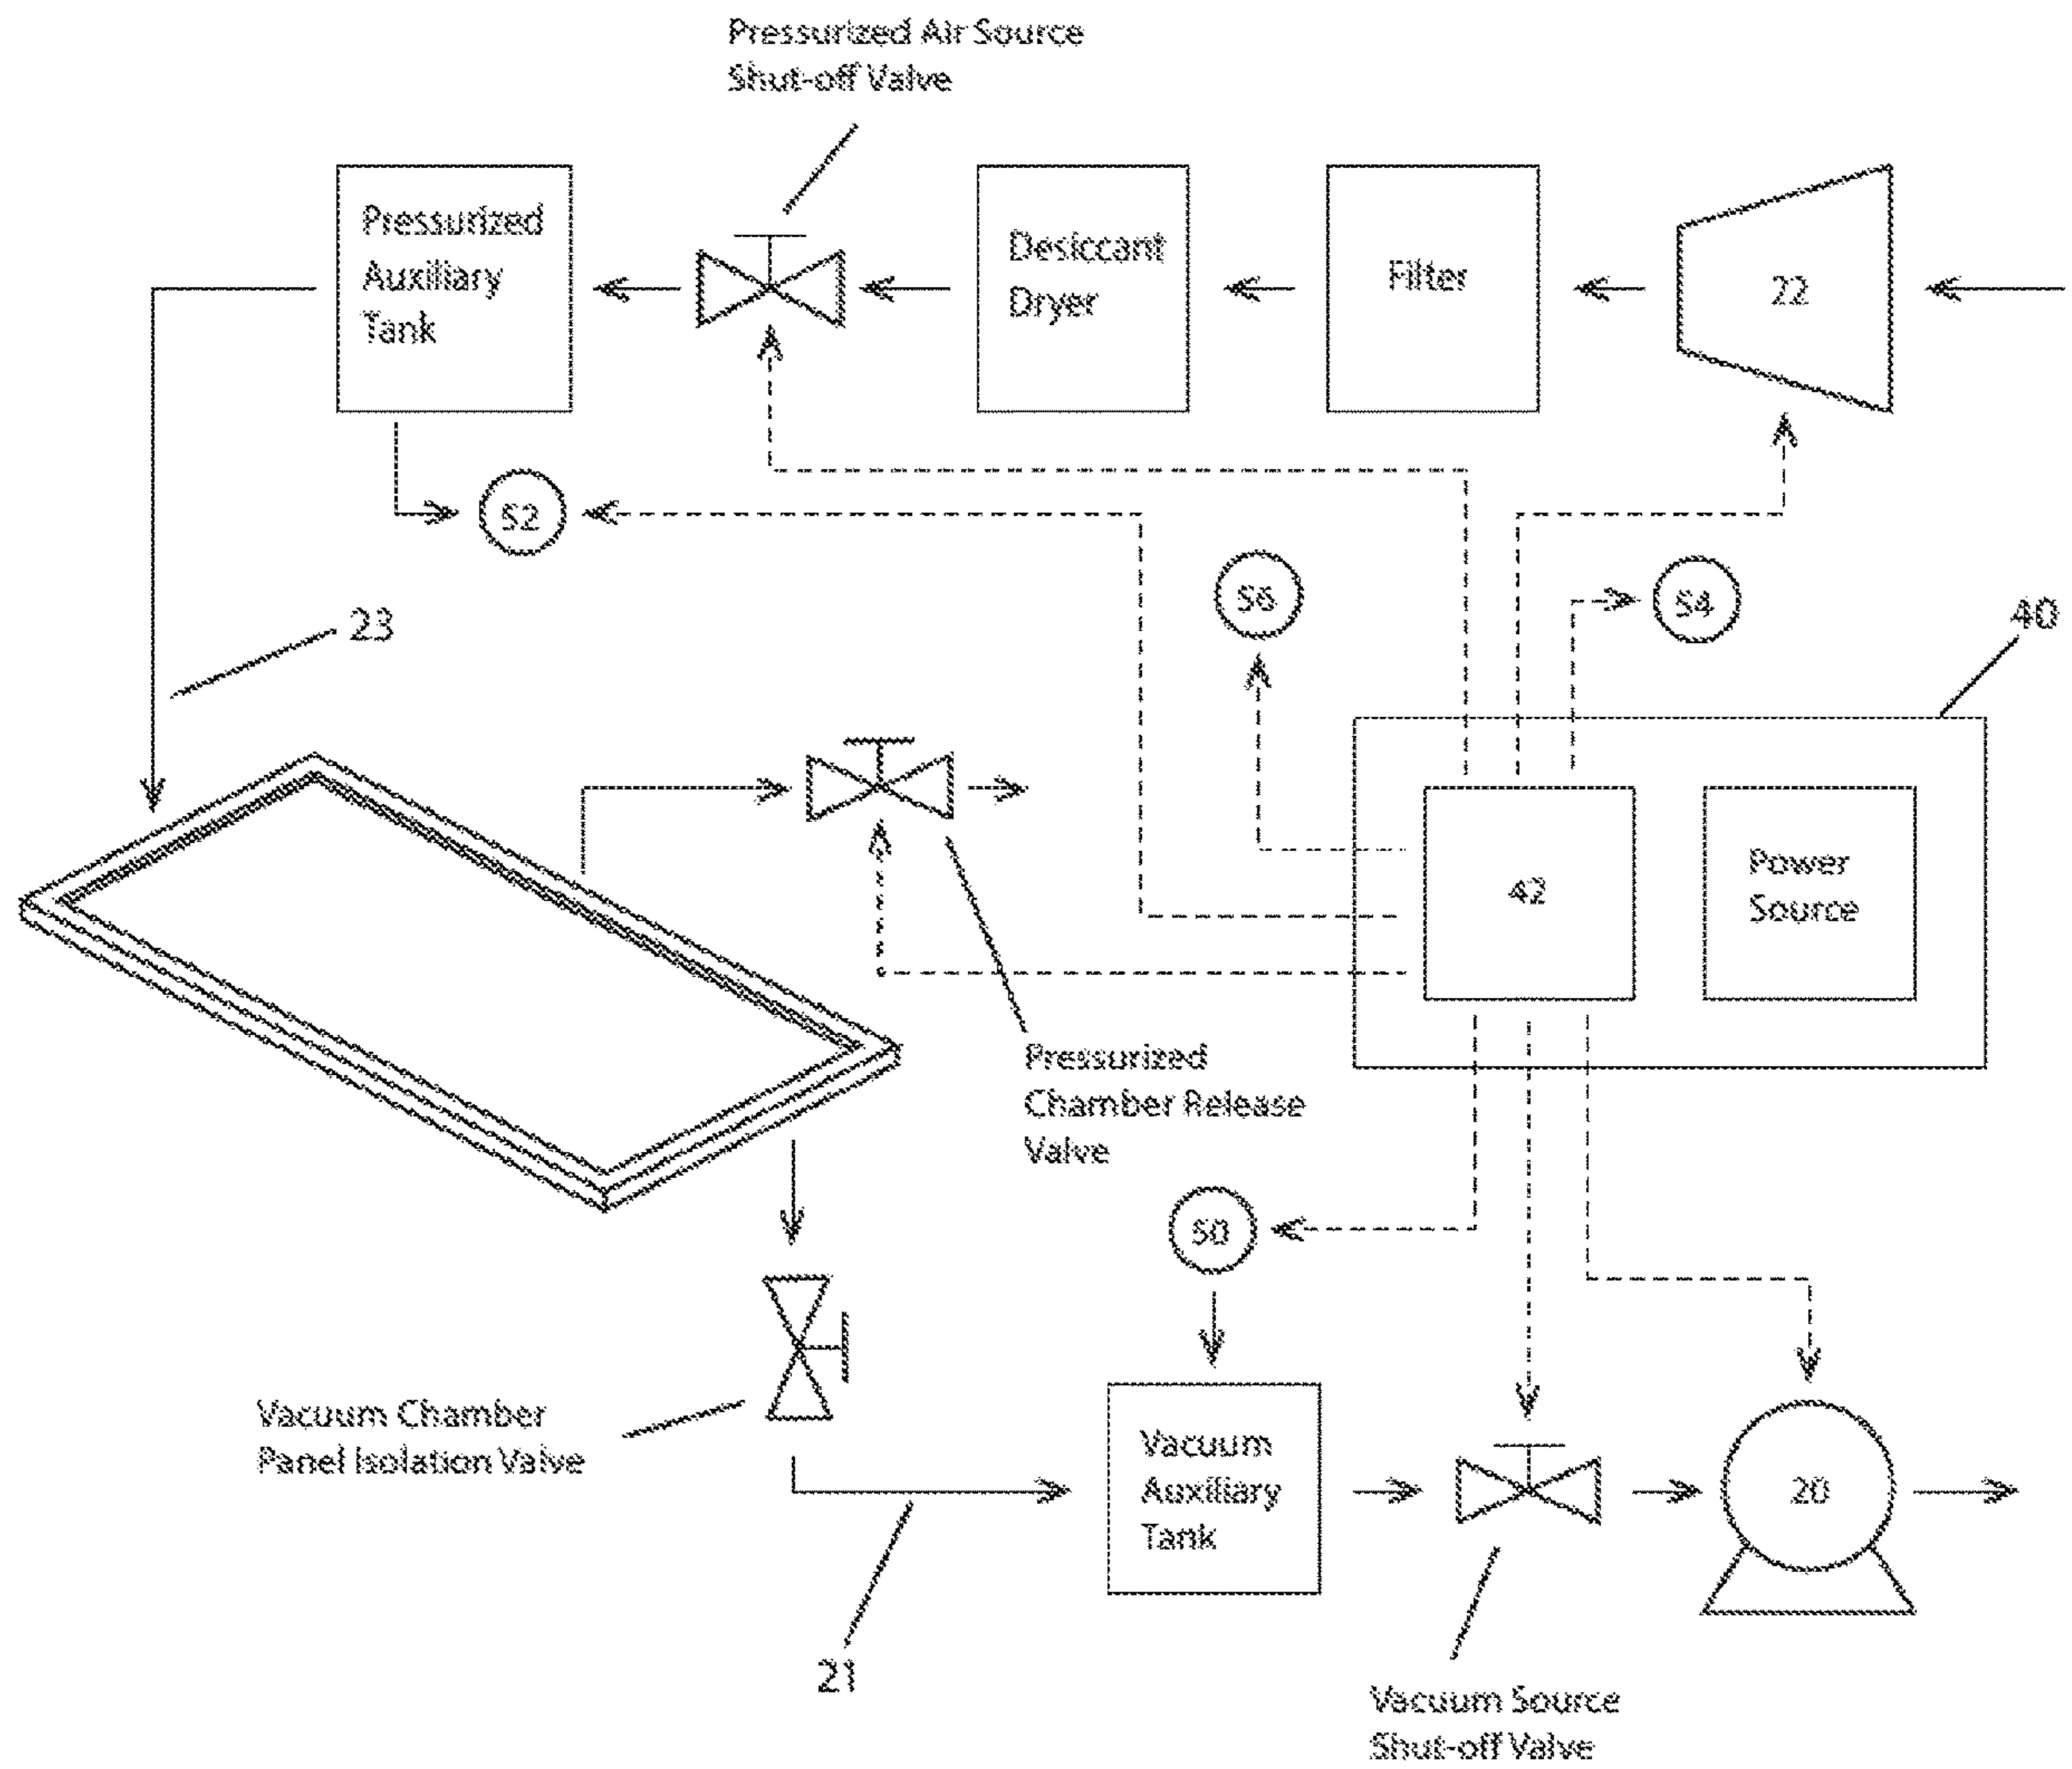 Pressurized Air Source
Shut-off Valve
Pressurized
Auxiliary
Tank
Desiccant
Dryer
Filter
22
52
56
54
40
23
42
Power
Source
Pressurized
Chamber Release
Valve
50
Vacuum Chamber
Panel Isolation Valve
Vacuum
Auxiliary
Tank
20
21
Vacuum Source
Shut-off Valve